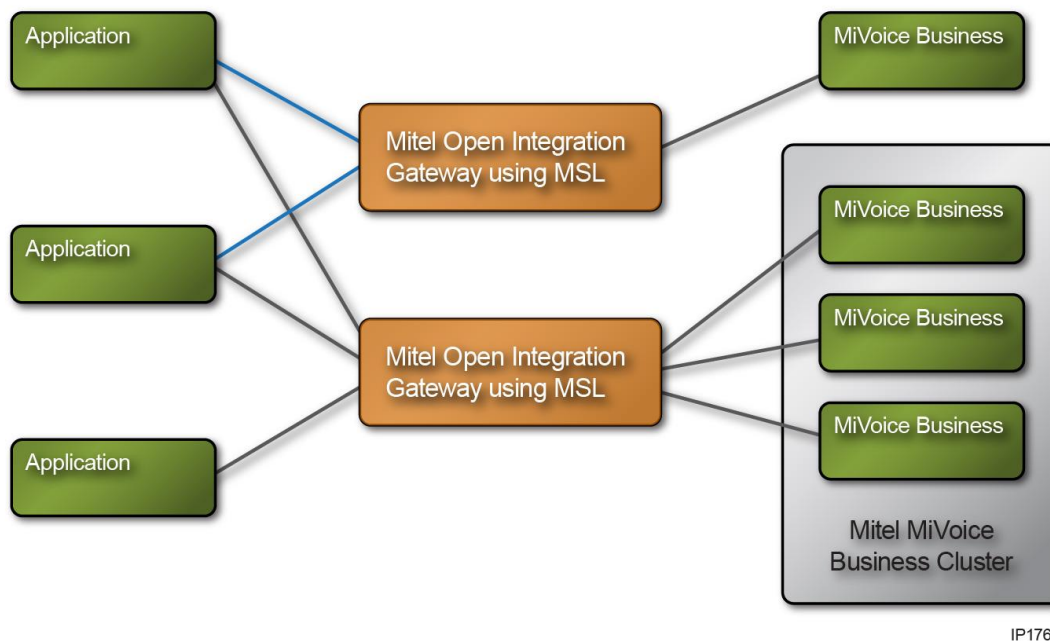 Application
MiVoice Business
Mitel Open Integration
Gateway using MSL
MiVoice Business
Application
MiVoice Business
Mitel Open Integration
Gateway using MSL
MiVoice Business
Application
Mitel MiVoice
Business Cluster
IP176